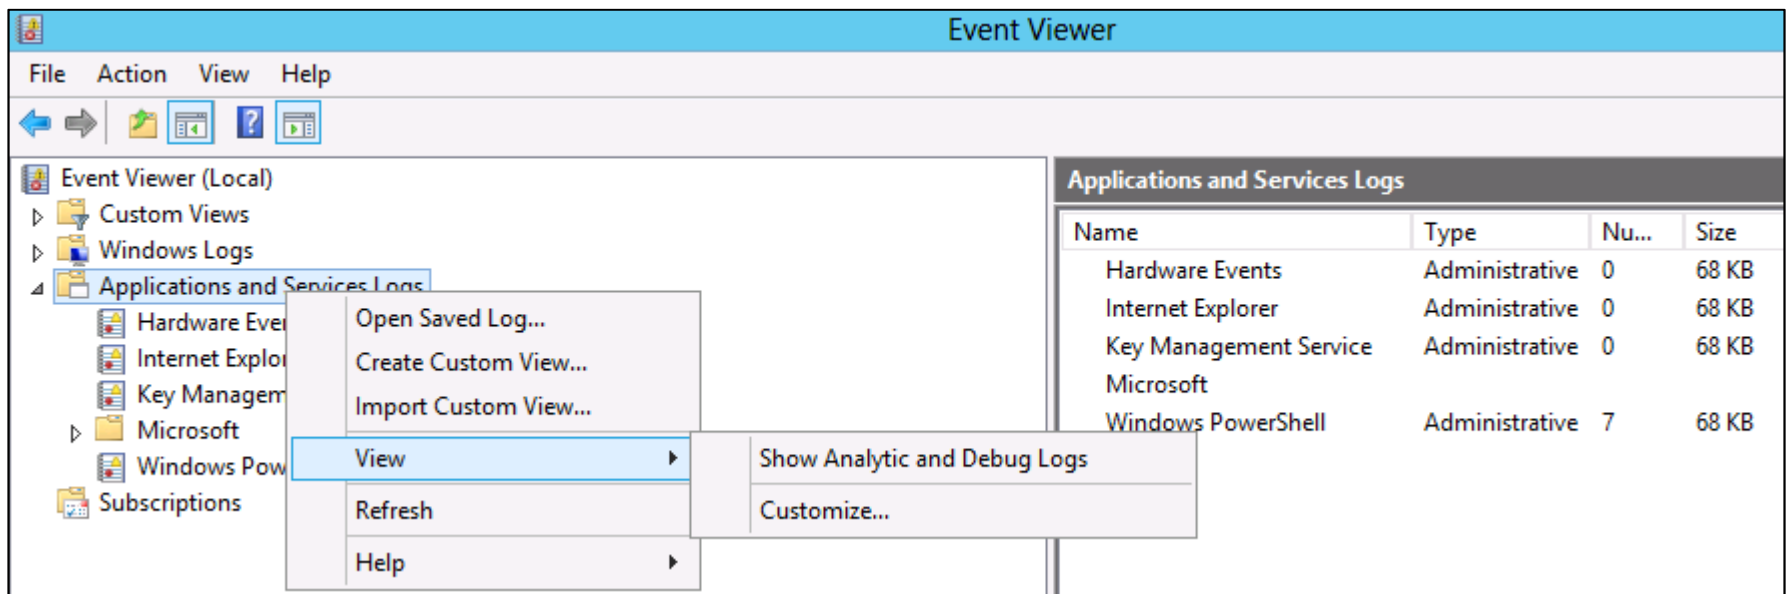 Event Viewer
File Action View Help
Event Viewer (Local)
Custom Views
Windows Logs
Applications and Services Logs
Hardware Eve
Internet Explo
Key Managem
Microsoft
Windows Pow
Subscriptions
Open Saved Log...
Create Custom View...
Import Custom View...
View
Refresh
Help
Show Analytic and Debug Logs
Customize...
Applications and Services Logs
Name Type Nu... Size
Hardware Events Administrative 0 68 KB
Internet Explorer Administrative 0 68 KB
Key Management Service Administrative 0 68 KB
Microsoft
Windows PowerShell Administrative 7 68 KB